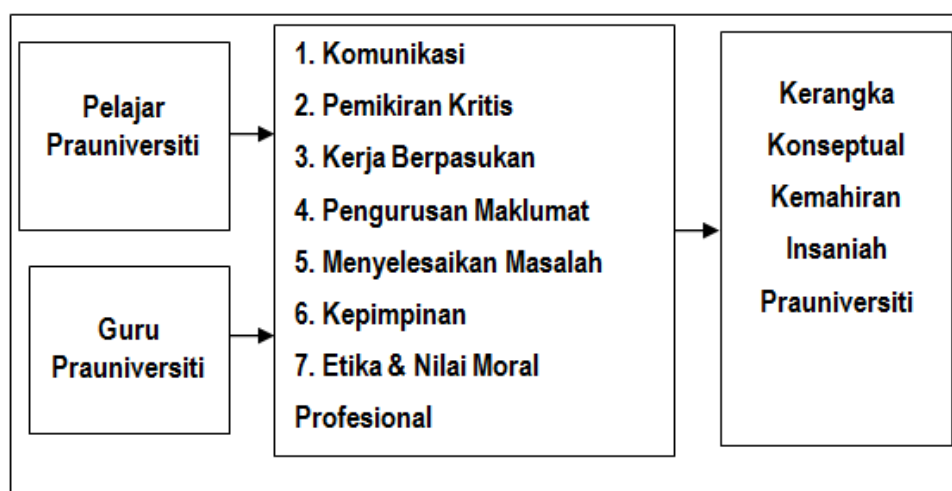 Pelajar
Prauniversiti
Guru
Prauniversiti
1. Komunikasi
2. Pemikiran Kritis
3. Kerja Berpasukan
4. Pengurusan Maklumat
5. Menyelesaikan Masalah
6. Kepimpinan
7. Etika & Nilai Moral
Profesional
Kerangka
Konseptual
Kemahiran
Insaniah
Prauniversiti